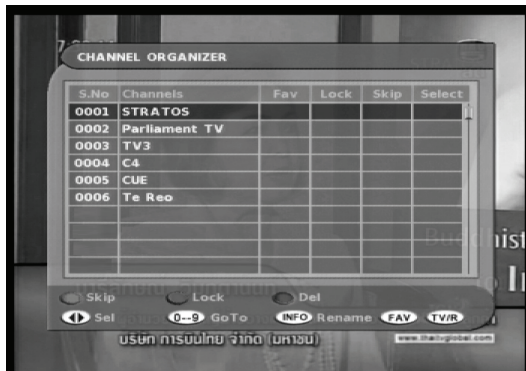 CHANNEL ORGANIZER
S.No Channels Fav Lock Skip Select
0001 STRATOS
0002 Parliament TV
0003 TV3
0004 C4
0005 CUE
0006 Te Reo
Buddhist
Skip Lock Del
Sel 0--9 GoTo INFO Rename FAV TV/R
บริษัท การบินไทย จำกัด (มหาชน)
www.thaitvglobal.com